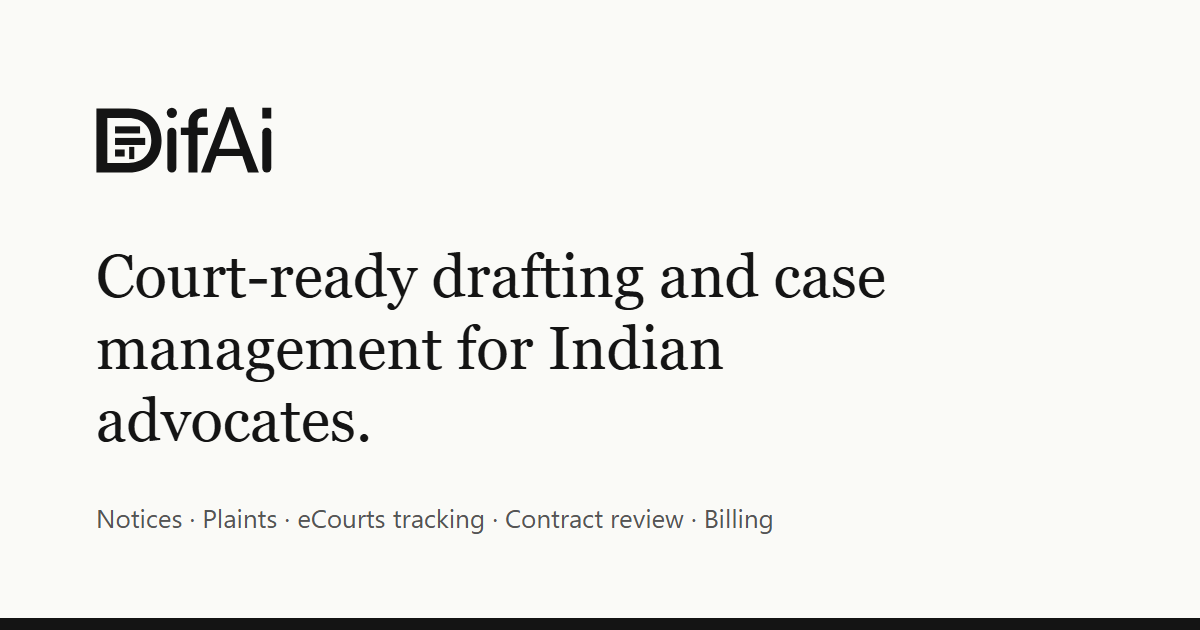 DifAi
Court-ready drafting and case
management for Indian
advocates.
Notices · Plaints · eCourts tracking · Contract review · Billing